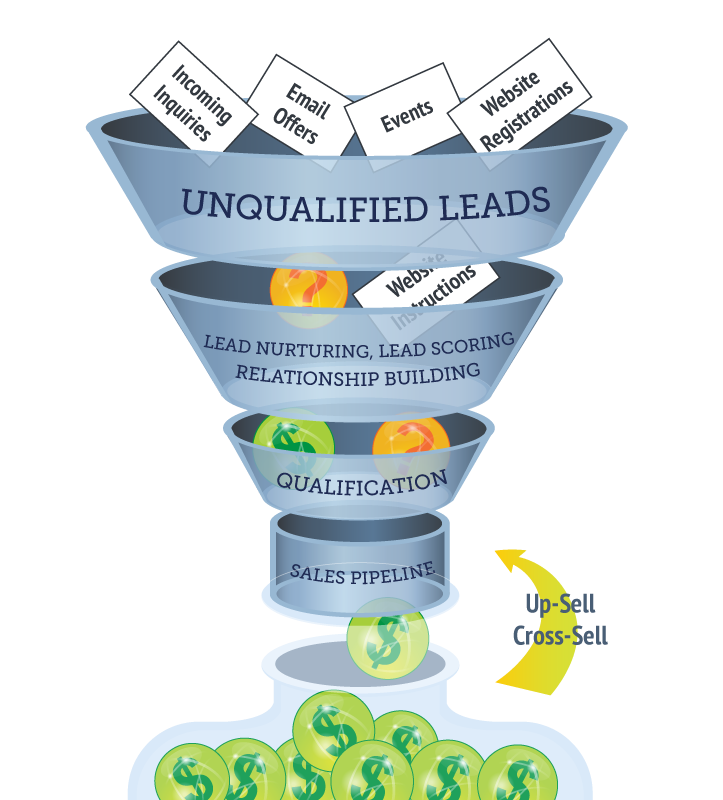 Incoming
Inquiries
Email
Offers
Events
Website
Registrations
UNQUALIFIED LEADS
Website
Instructions
LEAD NURTURING, LEAD SCORING
RELATIONSHIP BUILDING
QUALIFICATION
SALES PIPELINE
Up-Sell
Cross-Sell